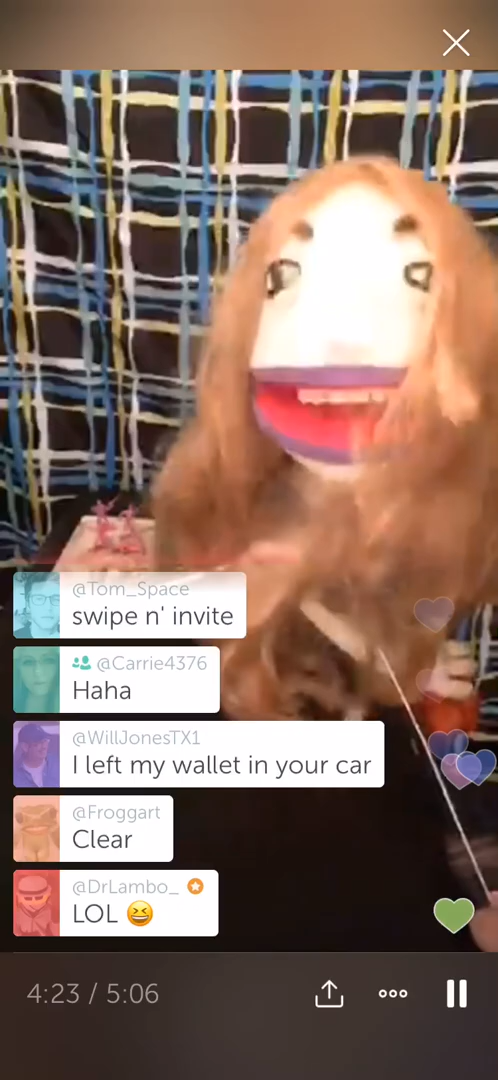 @Tom_Space
swipe n' invite
@Carrie4376
Haha
@WillJonesTX1
I left my wallet in your car
@Froggart
Clear
@DrLambo_
LOL 😆
4:23 / 5:06